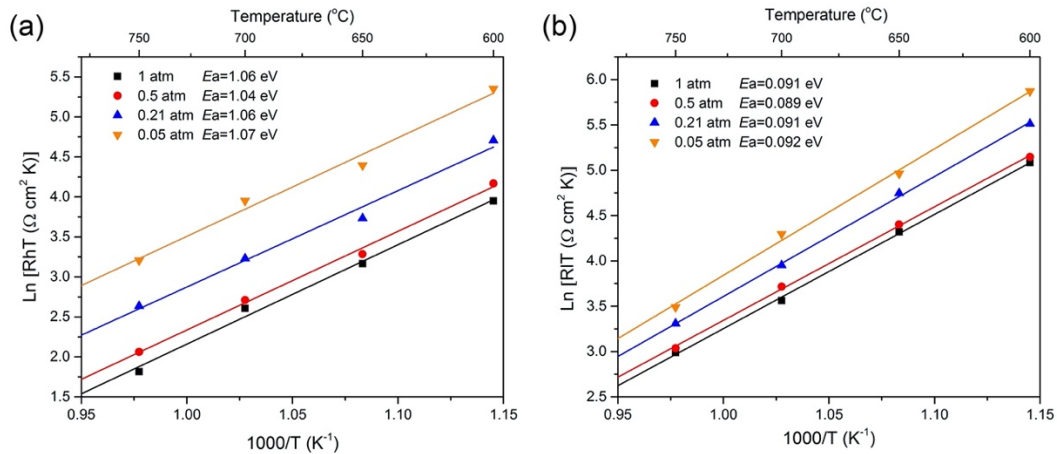 (a)
Temperature (°C)
750 700 650 600
1 atm Ea=1.06 eV
0.5 atm Ea=1.04 eV
0.21 atm Ea=1.06 eV
0.05 atm Ea=1.07 eV
Ln [RhT (Ω cm² K)]
5.5
5.0
4.5
4.0
3.5
3.0
2.5
2.0
1.5
0.95 1.00 1.05 1.10 1.15
1000/T (K⁻¹)
(b)
Temperature (°C)
750 700 650 600
1 atm Ea=0.091 eV
0.5 atm Ea=0.089 eV
0.21 atm Ea=0.091 eV
0.05 atm Ea=0.092 eV
Ln [RlT (Ω cm² K)]
6.0
5.5
5.0
4.5
4.0
3.5
3.0
2.5
0.95 1.00 1.05 1.10 1.15
1000/T (K⁻¹)